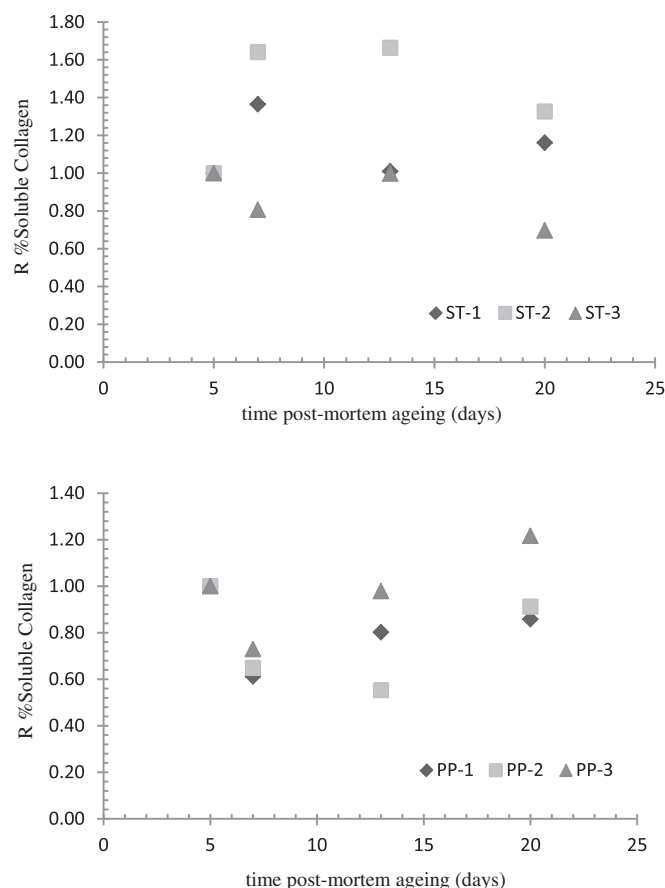 1.80
1.60
1.40
1.20
1.00
0.80
0.60
0.40
0.20
0.00
R %Soluble Collagen
ST-1 ST-2 ST-3
0 5 10 15 20 25
time post-mortem ageing (days)
1.40
1.20
1.00
0.80
0.60
0.40
0.20
0.00
R %Soluble Collagen
PP-1 PP-2 PP-3
0 5 10 15 20 25
time post-mortem ageing (days)